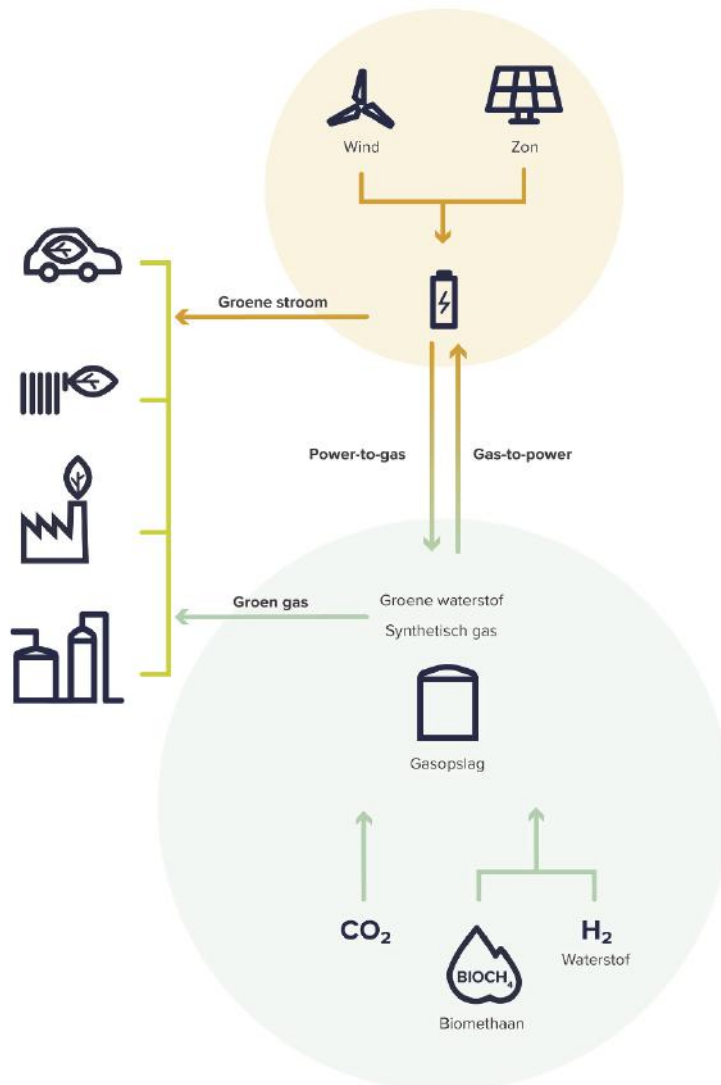 Wind
Zon
Groene stroom
Power-to-gas
Gas-to-power
Groene waterstof
Synthetisch gas
Groen gas
Gasopslag
CO₂
H₂
Waterstof
BIOCH₄
Biomethaan